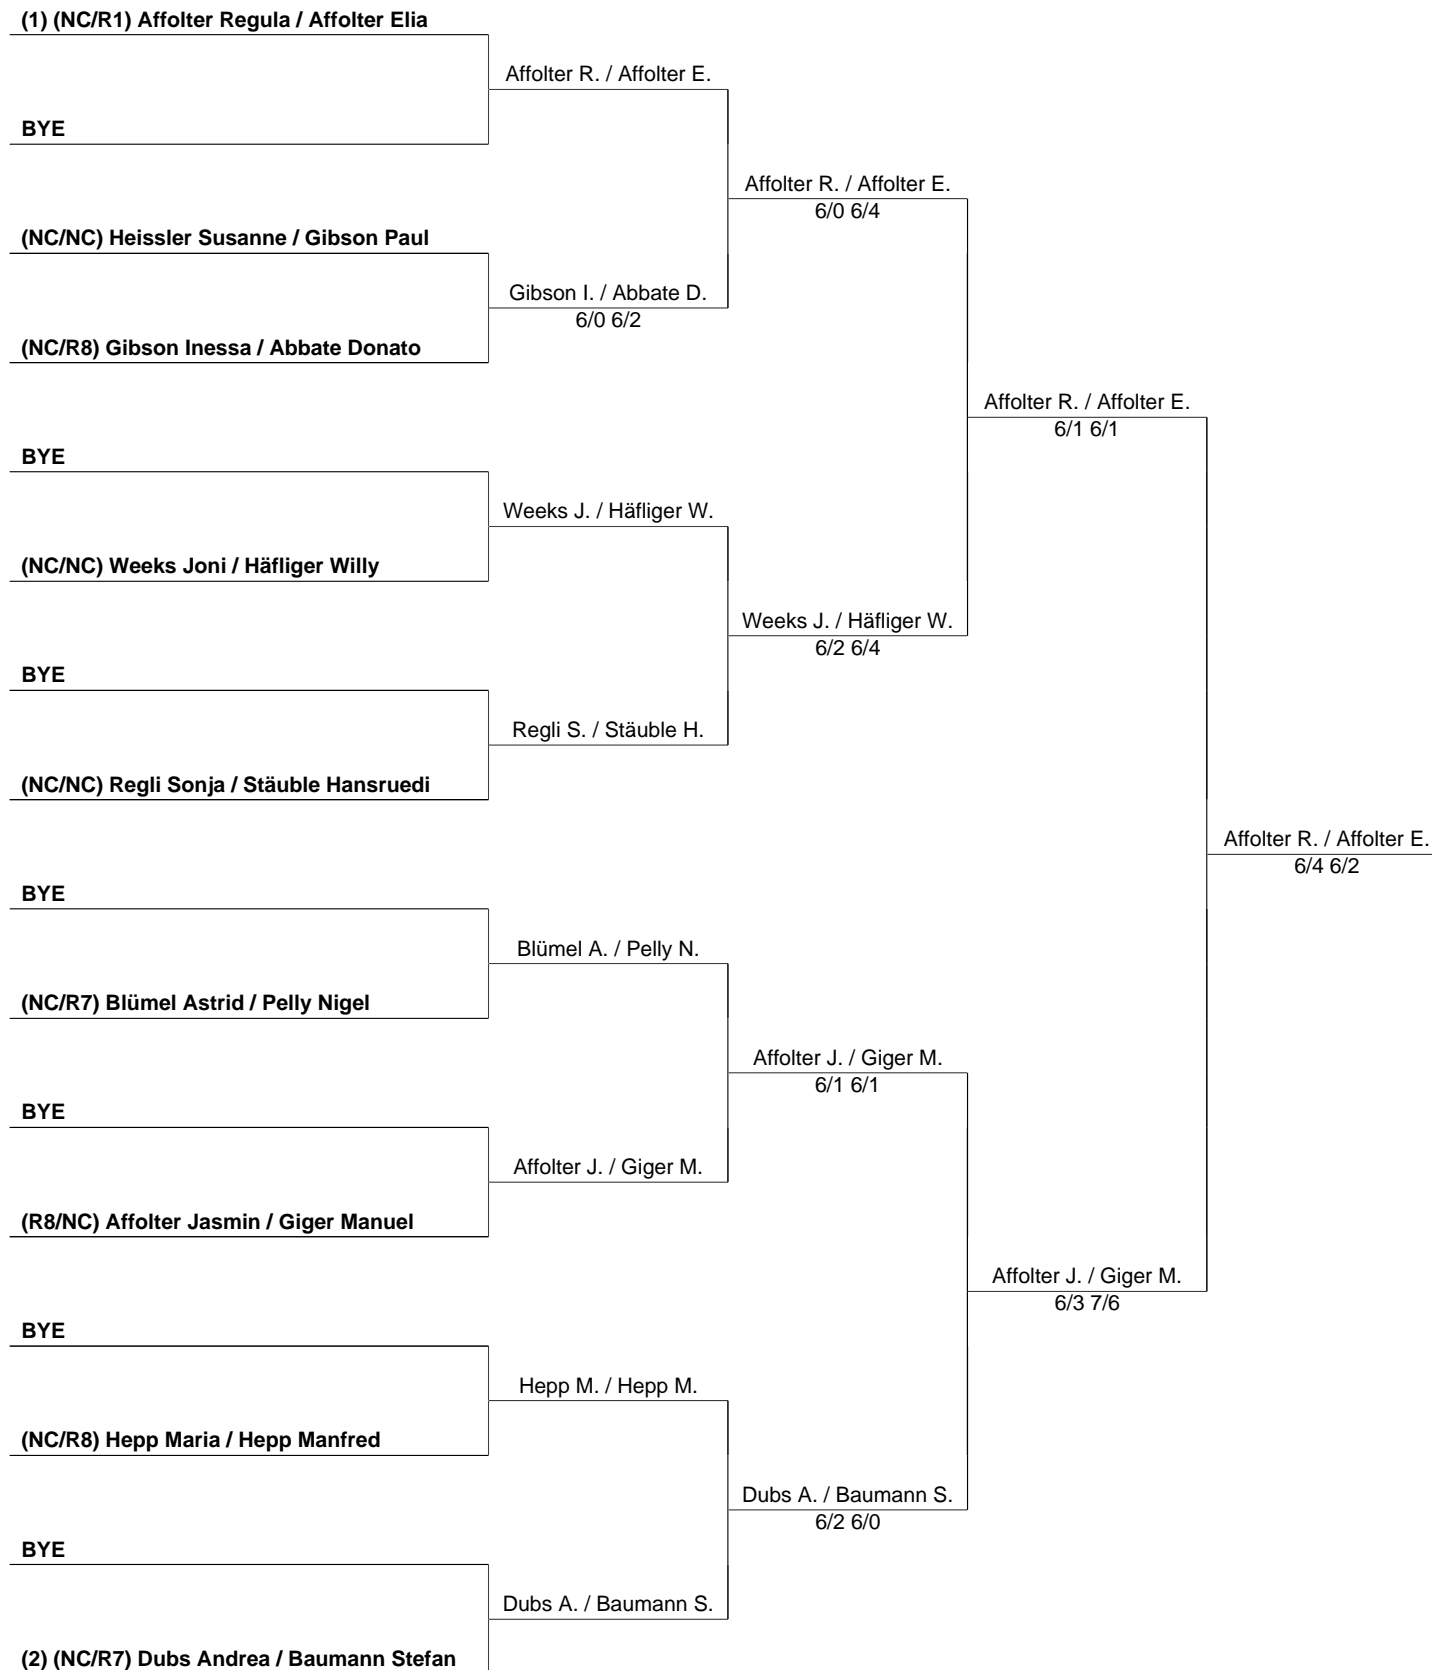 (1) (NC/R1) Affolter Regula / Affolter Elia
Affolter R. / Affolter E.
BYE
Affolter R. / Affolter E.
6/0 6/4
(NC/NC) Heissler Susanne / Gibson Paul
Gibson I. / Abbate D.
6/0 6/2
(NC/R8) Gibson Inessa / Abbate Donato
Affolter R. / Affolter E.
6/1 6/1
BYE
Weeks J. / Häfliger W.
(NC/NC) Weeks Joni / Häfliger Willy
Weeks J. / Häfliger W.
6/2 6/4
BYE
Regli S. / Stäuble H.
(NC/NC) Regli Sonja / Stäuble Hansruedi
Affolter R. / Affolter E.
6/4 6/2
BYE
Blümel A. / Pelly N.
(NC/R7) Blümel Astrid / Pelly Nigel
Affolter J. / Giger M.
6/1 6/1
BYE
Affolter J. / Giger M.
(R8/NC) Affolter Jasmin / Giger Manuel
Affolter J. / Giger M.
6/3 7/6
BYE
Hepp M. / Hepp M.
(NC/R8) Hepp Maria / Hepp Manfred
Dubs A. / Baumann S.
6/2 6/0
BYE
Dubs A. / Baumann S.
(2) (NC/R7) Dubs Andrea / Baumann Stefan